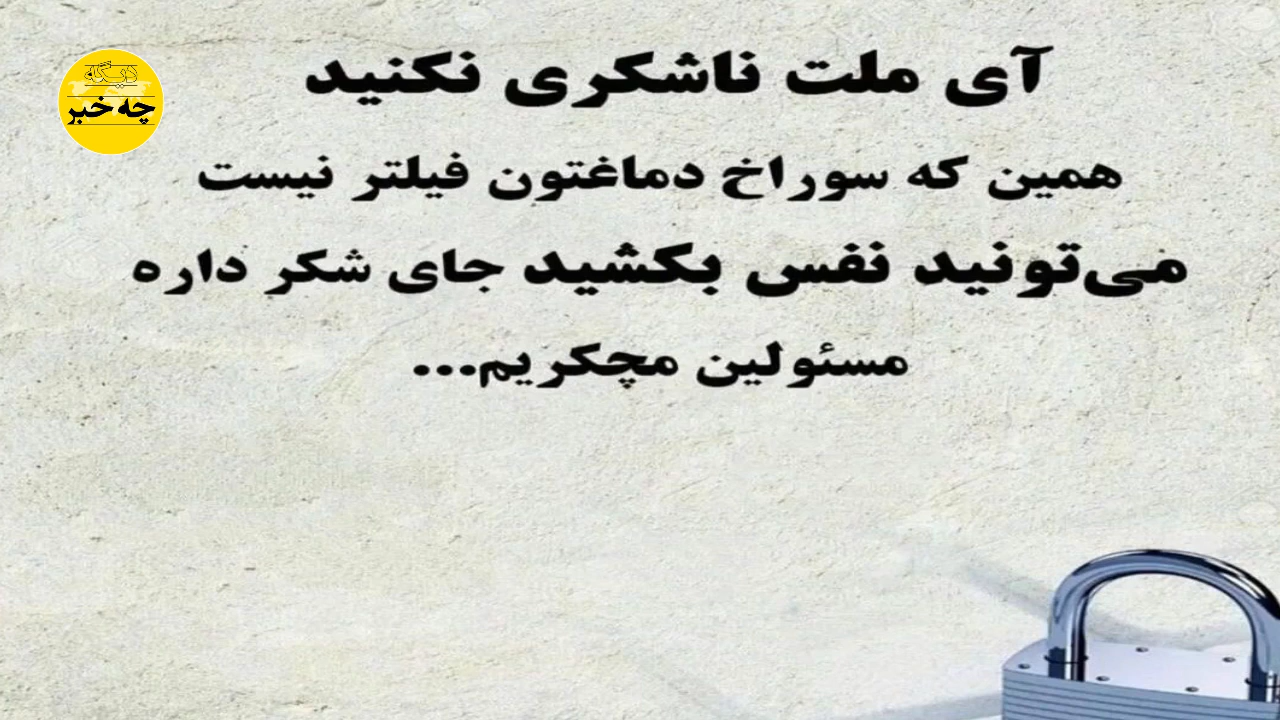 دیگه
چه خبر
آی ملت ناشکری نکنید
همین که سوراخ دماغتون فیلتر نیست
می‌تونید نفس بکشید جای شکر داره
مسئولین مچکریم...